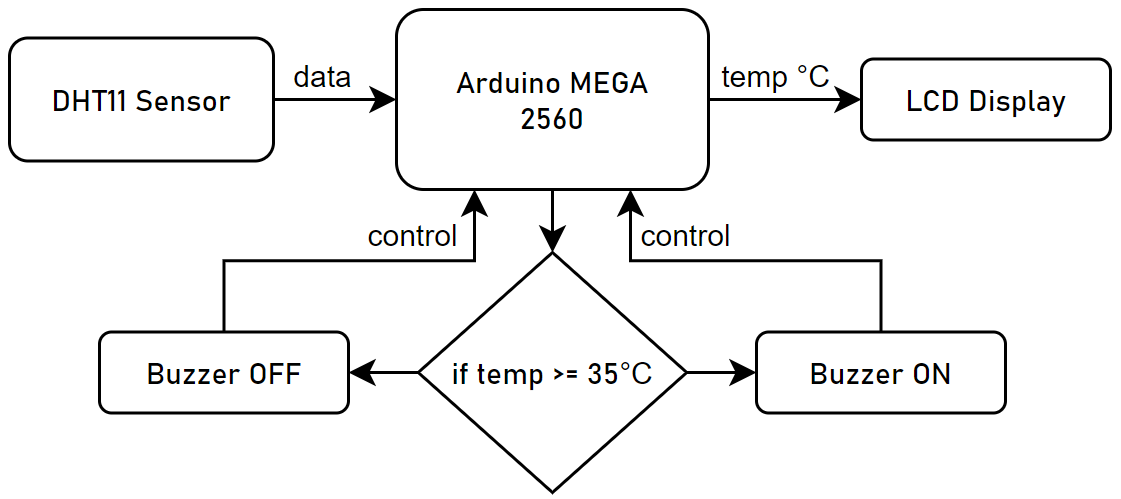 DHT11 Sensor
data
Arduino MEGA
2560
temp °C
LCD Display
control
control
Buzzer OFF
if temp >= 35°C
Buzzer ON